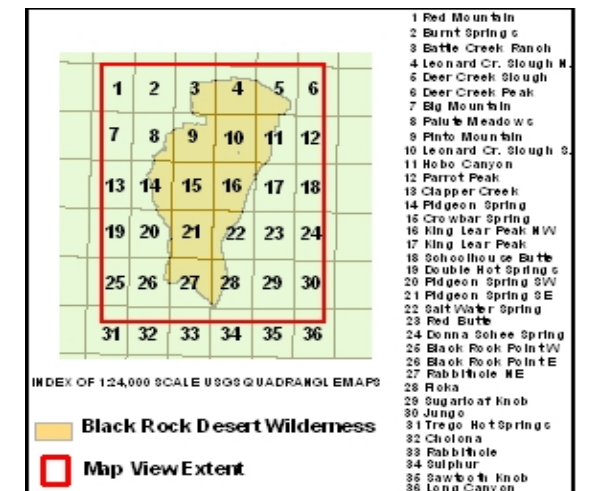 1 2 3 4 5 6
7 8 9 10 11 12
13 14 15 16 17 18
19 20 21 22 23 24
25 26 27 28 29 30
31 32 33 34 35 36
INDEX OF 1:24,000 SCALE USGS QUADRANGLE MAPS
Black Rock Desert Wilderness
Map View Extent
1 Red Mountain
2 Burnt Springs
3 Battle Creek Ranch
4 Leonard Cr. Slough N.
5 Deer Creek Slough
6 Deer Creek Peak
7 Big Mountain
8 Paiute Meadows
9 Pinto Mountain
10 Leonard Cr. Slough S.
11 Hobo Canyon
12 Parrot Peak
13 Clapper Creek
14 Pidgeon Spring
15 Crowbar Spring
16 King Lear Peak NW
17 King Lear Peak
18 Schoolhouse Butte
19 Double Hot Springs
20 Pidgeon Spring SW
21 Pidgeon Spring SE
22 Salt Water Spring
23 Red Butte
24 Donna Schee Spring
25 Black Rock Point W
26 Black Rock Point E
27 Rabbithole NE
28 Floka
29 Sugarloaf Knob
30 Jungo
31 Trego Hot Springs
32 Cholona
33 Rabbithole
34 Sulphur
35 Sawtooth Knob
36 Long Canyon